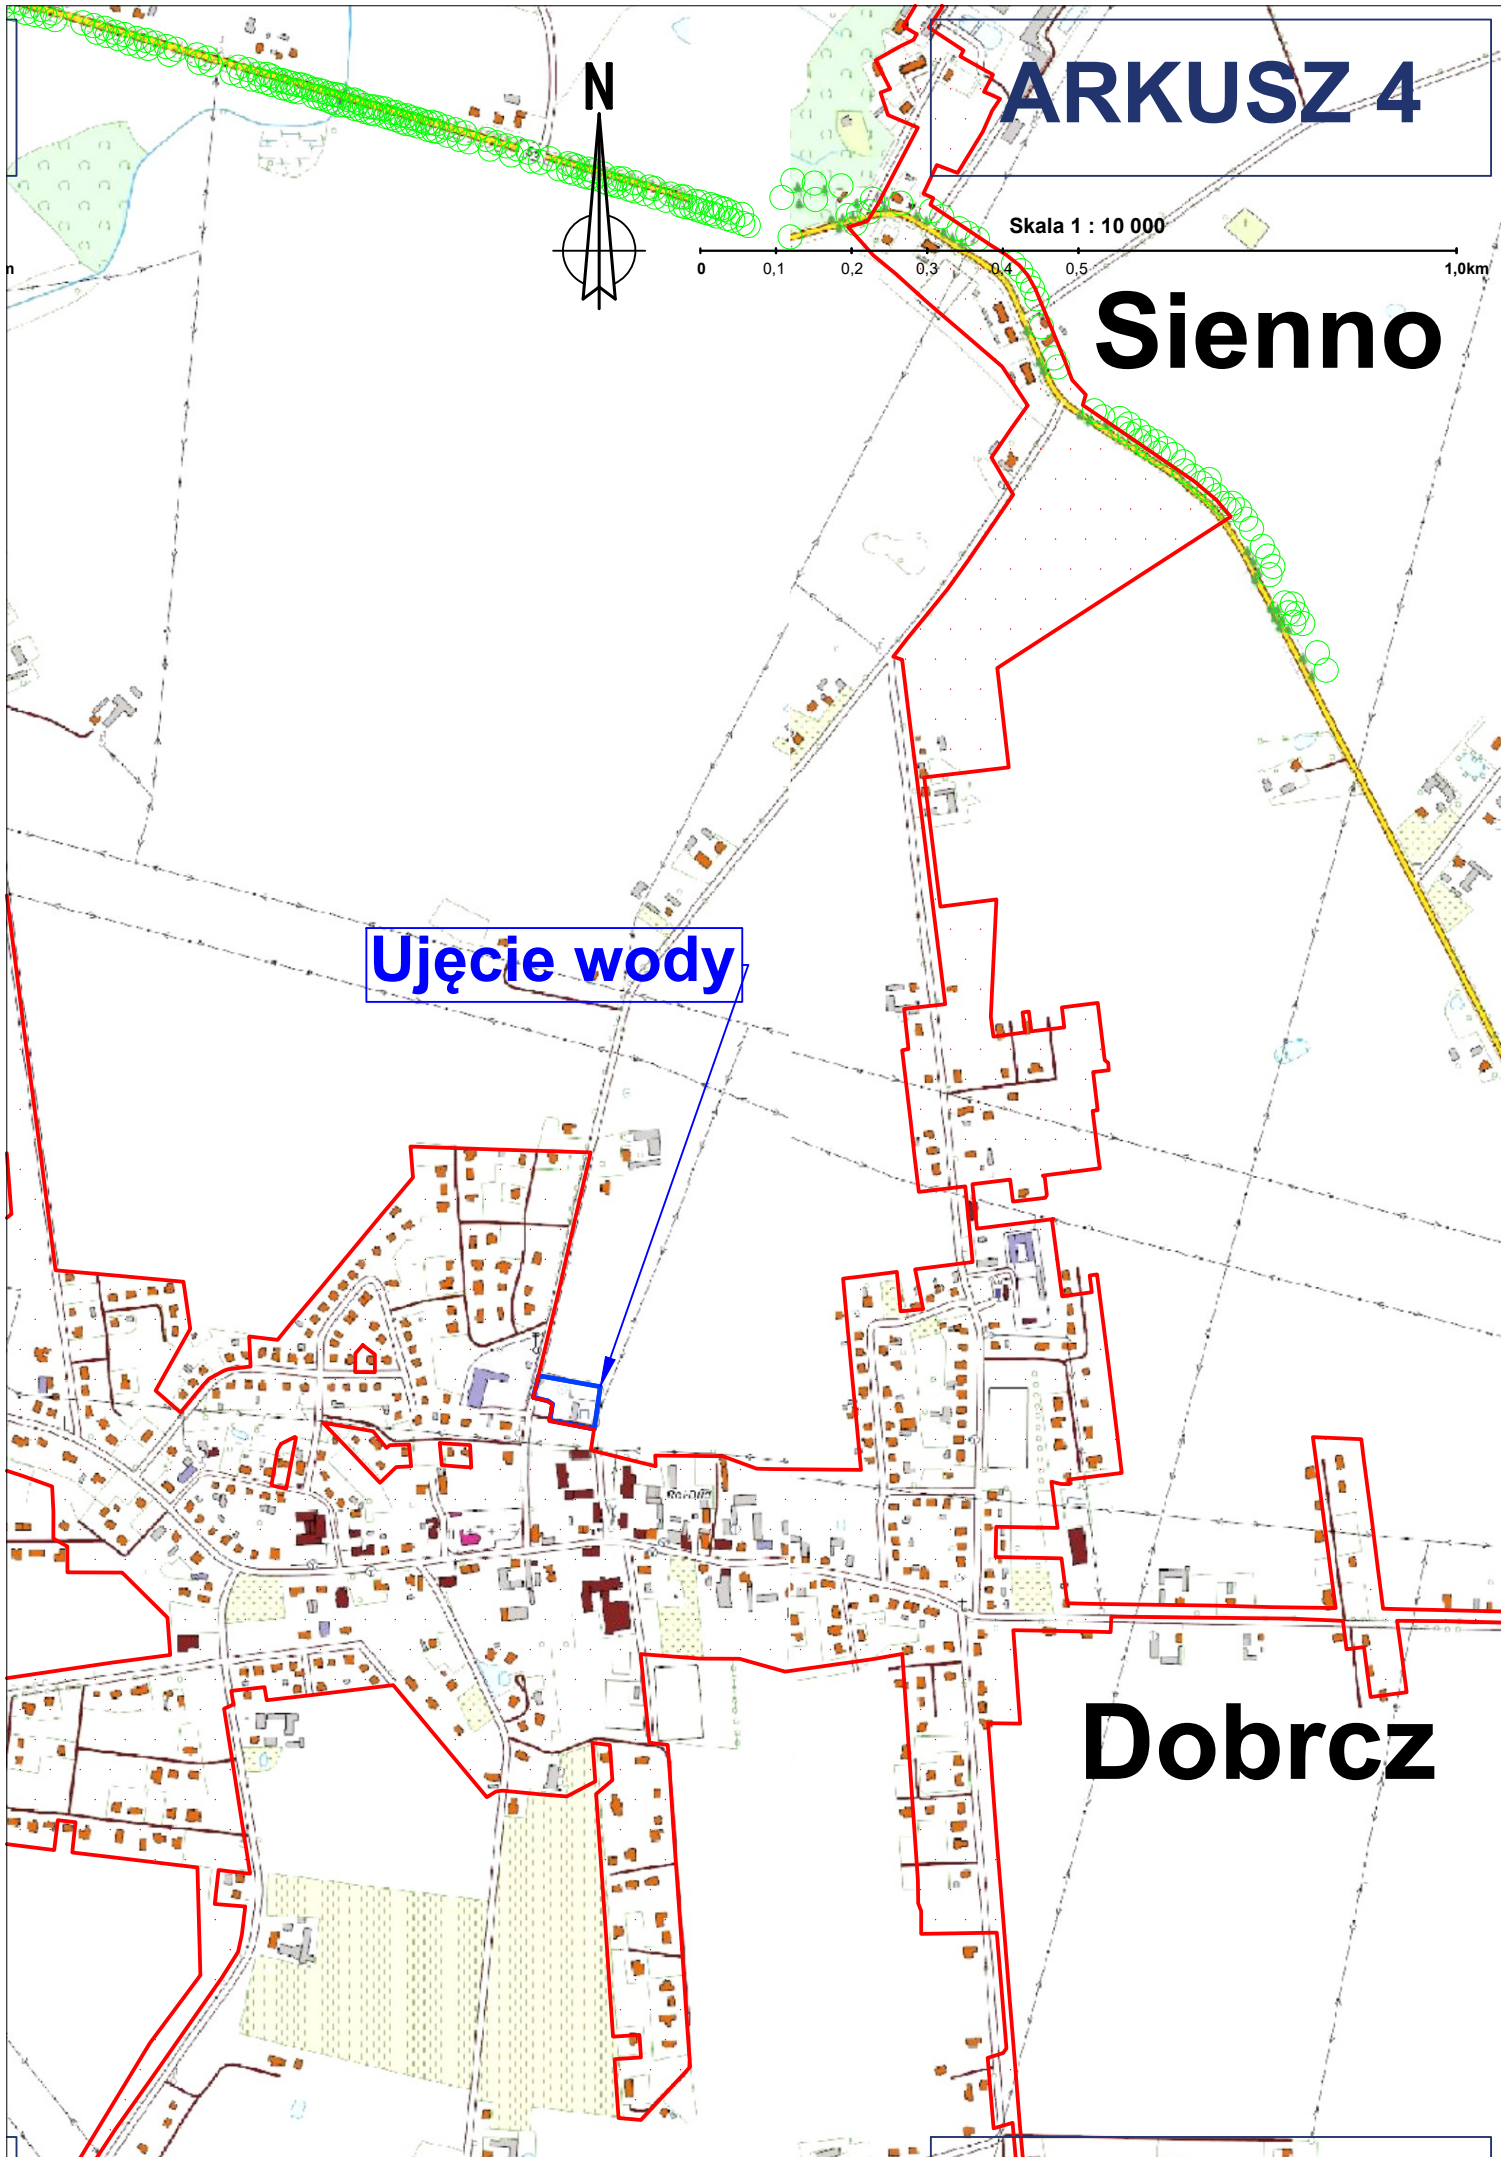 ARKUSZ 4
N
Skala 1 : 10 000
0 0,1 0,2 0,3 0,4 0,5 1,0km
m
Sienno
Ujęcie wody
Dobrcz